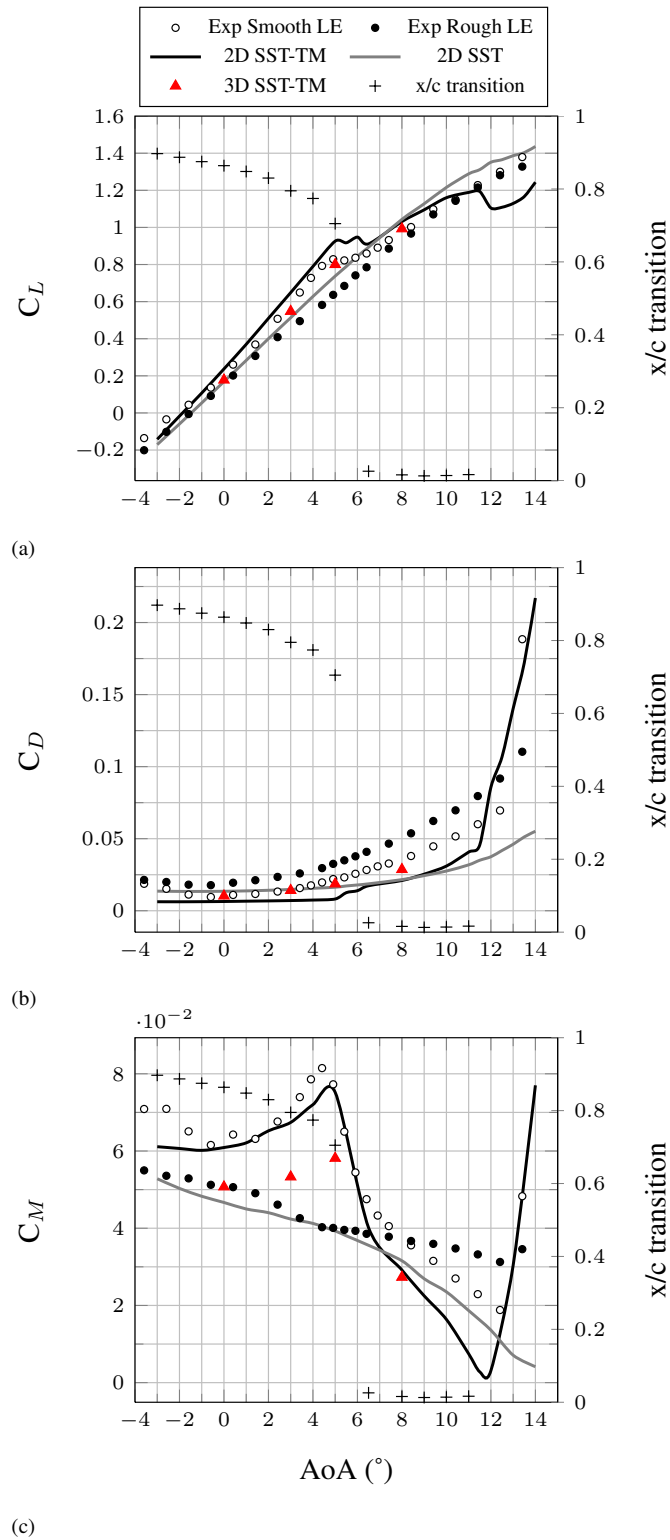 Exp Smooth LE Exp Rough LE
2D SST-TM 2D SST
3D SST-TM x/c transition
1.6 1
1.4
1.2 0.8
1
0.8 0.6
0.6
0.4 0.4
0.2
0 0.2
−0.2
0
−4 −2 0 2 4 6 8 10 12 14
C_L
x/c transition
(a)
1
0.2 0.8
0.15 0.6
0.1 0.4
0.05 0.2
0 0
−4 −2 0 2 4 6 8 10 12 14
C_D
x/c transition
(b)
·10⁻²
1
8 0.8
6 0.6
4 0.4
2 0.2
0 0
−4 −2 0 2 4 6 8 10 12 14
C_M
x/c transition
AoA (°)
(c)